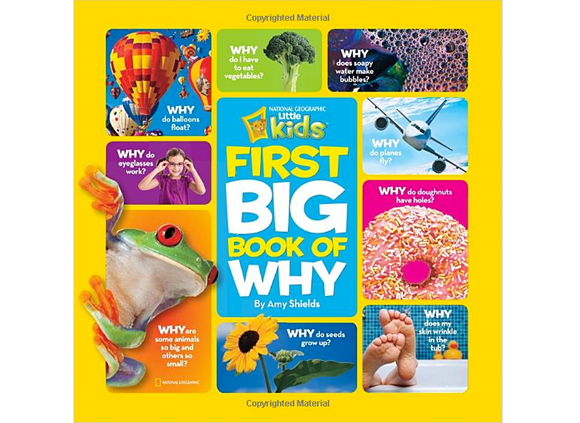 Copyrighted Material
WHY
do balloons
float?
WHY
do I have
to eat
vegetables?
WHY
does soapy
water make
bubbles?
WHY do
eyeglasses
work?
NATIONAL GEOGRAPHIC
Little
kids
FIRST
BIG
BOOK OF
WHY
By Amy Shields
WHY
do planes
fly?
WHY do doughnuts
have holes?
WHY are
some animals
so big and
others so
small?
NATIONAL GEOGRAPHIC
WHY do seeds
grow up?
WHY
does my
skin wrinkle
in the
tub?
Copyrighted Material